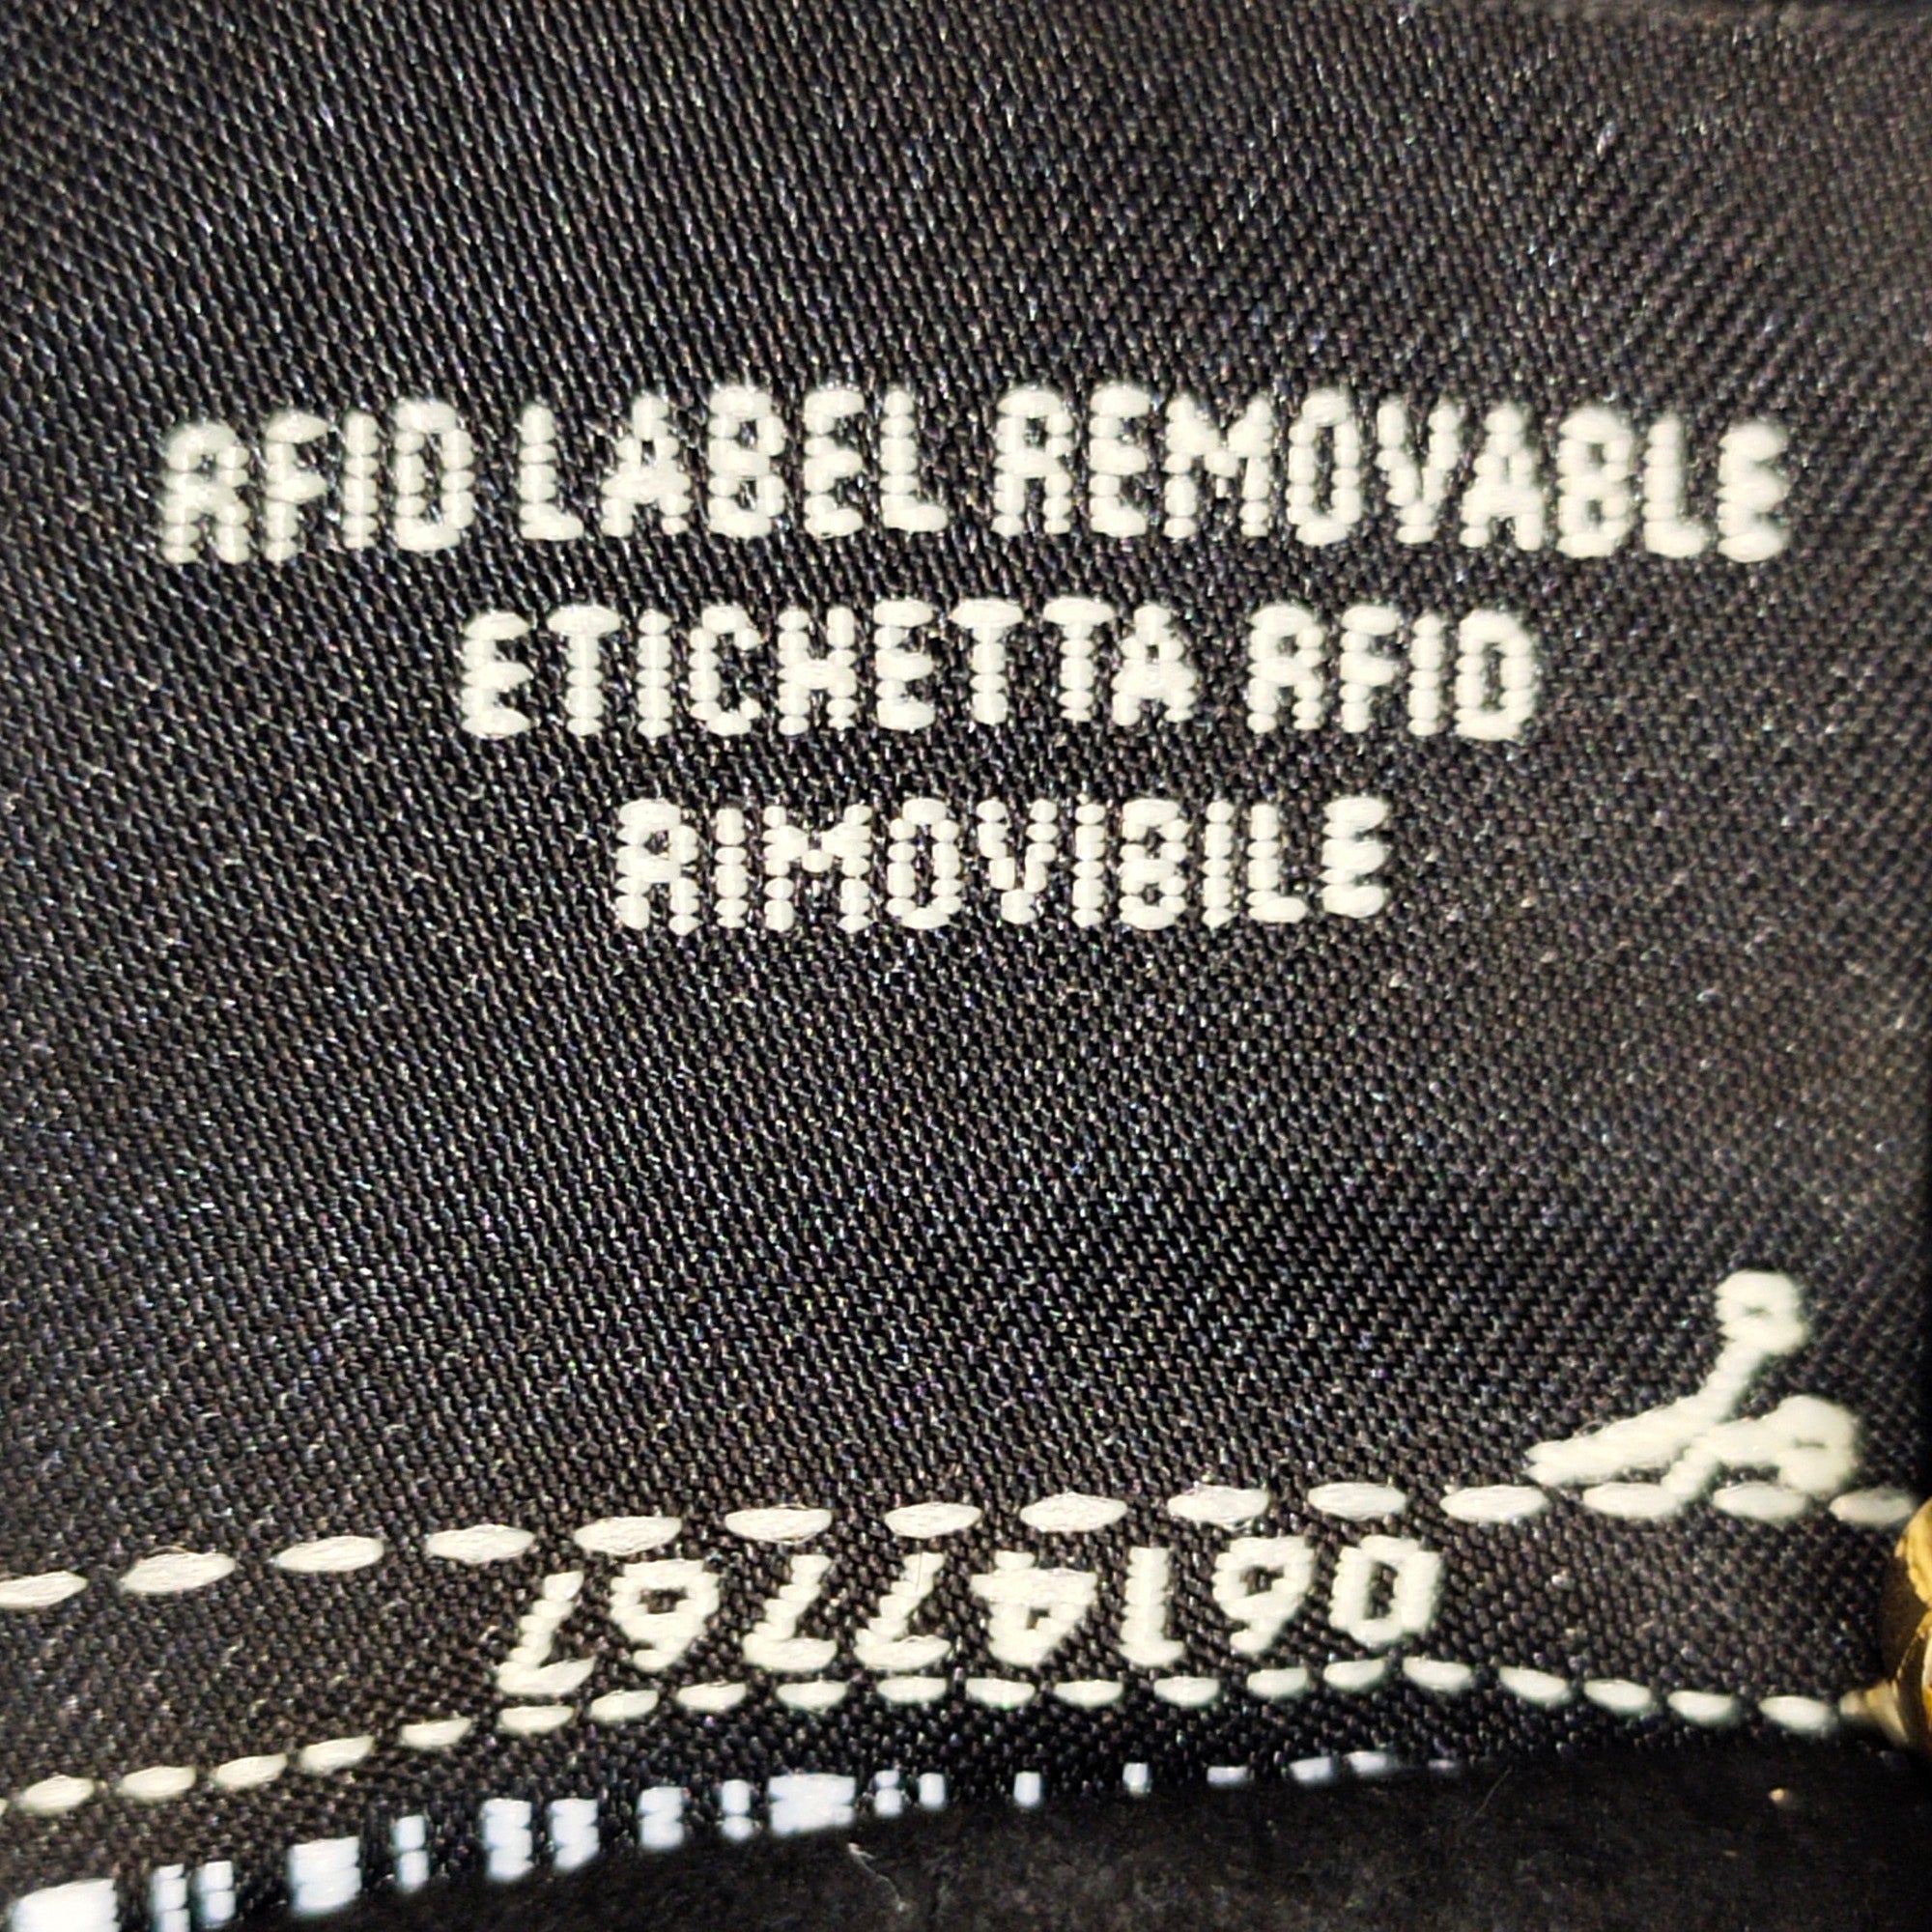 RFID LABEL REMOVABLE
ETICHETTA RFID
RIMOVIBILE
06147767